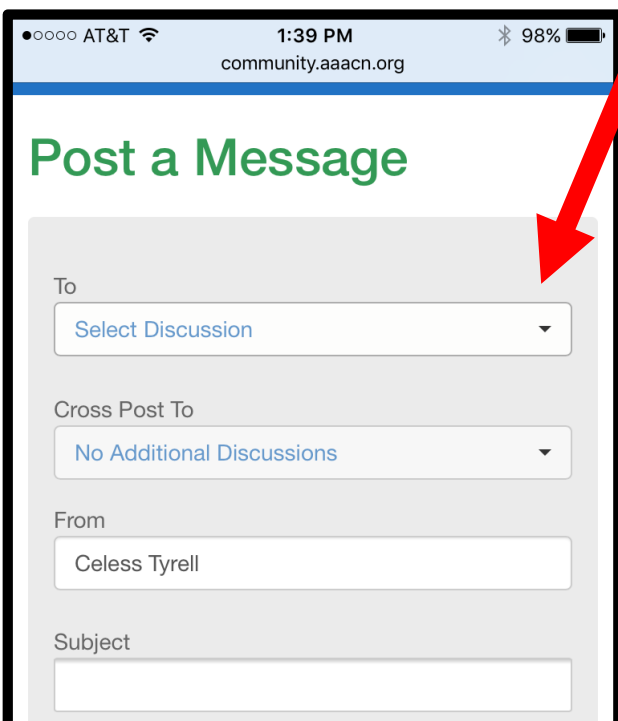 AT&T 1:39 PM 98%
community.aaacn.org
Post a Message
To
Select Discussion
Cross Post To
No Additional Discussions
From
Celess Tyrell
Subject